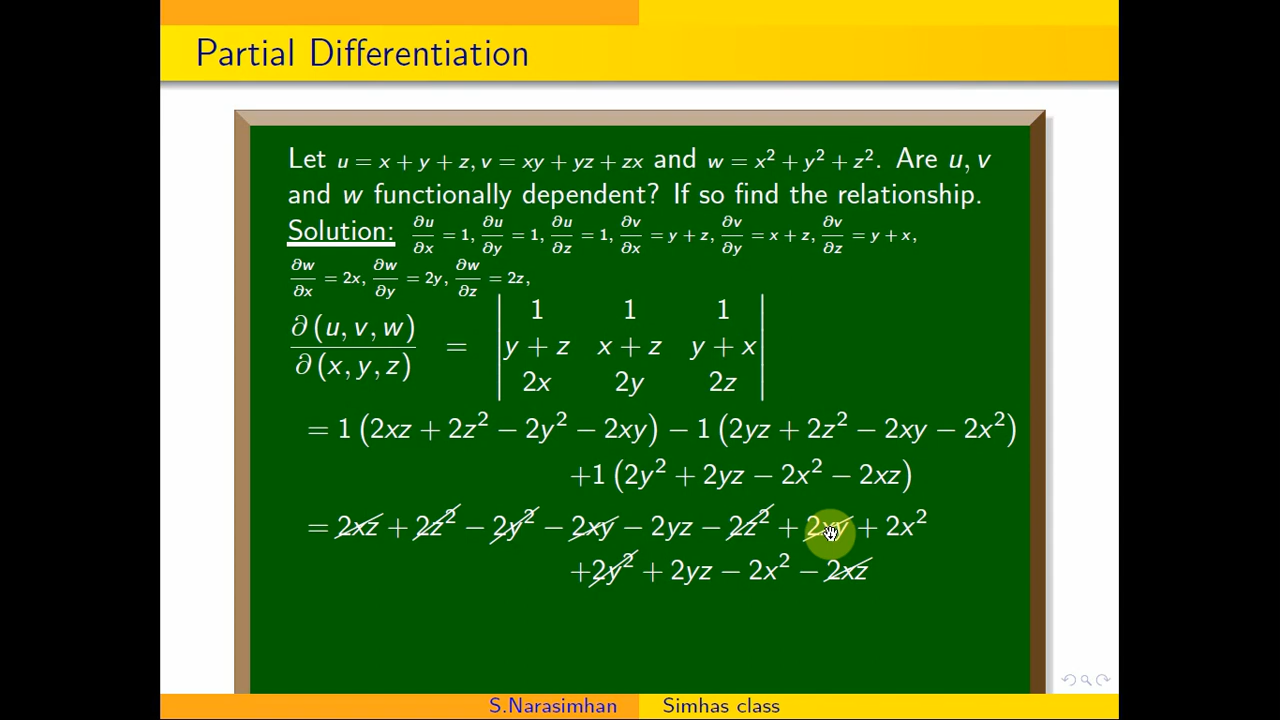 Partial Differentiation
Let u = x + y + z, v = xy + yz + zx and w = x² + y² + z². Are u, v
and w functionally dependent? If so find the relationship.
Solution: ∂u/∂x = 1, ∂u/∂y = 1, ∂u/∂z = 1, ∂v/∂x = y + z, ∂v/∂y = x + z, ∂v/∂z = y + x,
∂w/∂x = 2x, ∂w/∂y = 2y, ∂w/∂z = 2z,
∂(u, v, w)/∂(x, y, z) = | 1 1 1 |
| y + z x + z y + x |
| 2x 2y 2z |
= 1(2xz + 2z² − 2y² − 2xy) − 1(2yz + 2z² − 2xy − 2x²)
+1(2y² + 2yz − 2x² − 2xz)
= 2xz + 2z² − 2y² − 2xy − 2yz − 2z² + 2xy + 2x²
+2y² + 2yz − 2x² − 2xz
S.Narasimhan Simhas class